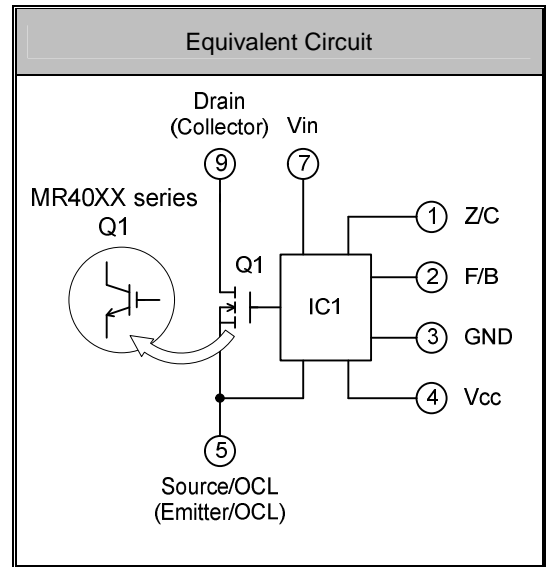 Equivalent Circuit
Drain
(Collector) Vin
9 7
MR40XX series
Q1
1 Z/C
Q1
2 F/B
IC1
3 GND
4 Vcc
5
Source/OCL
(Emitter/OCL)